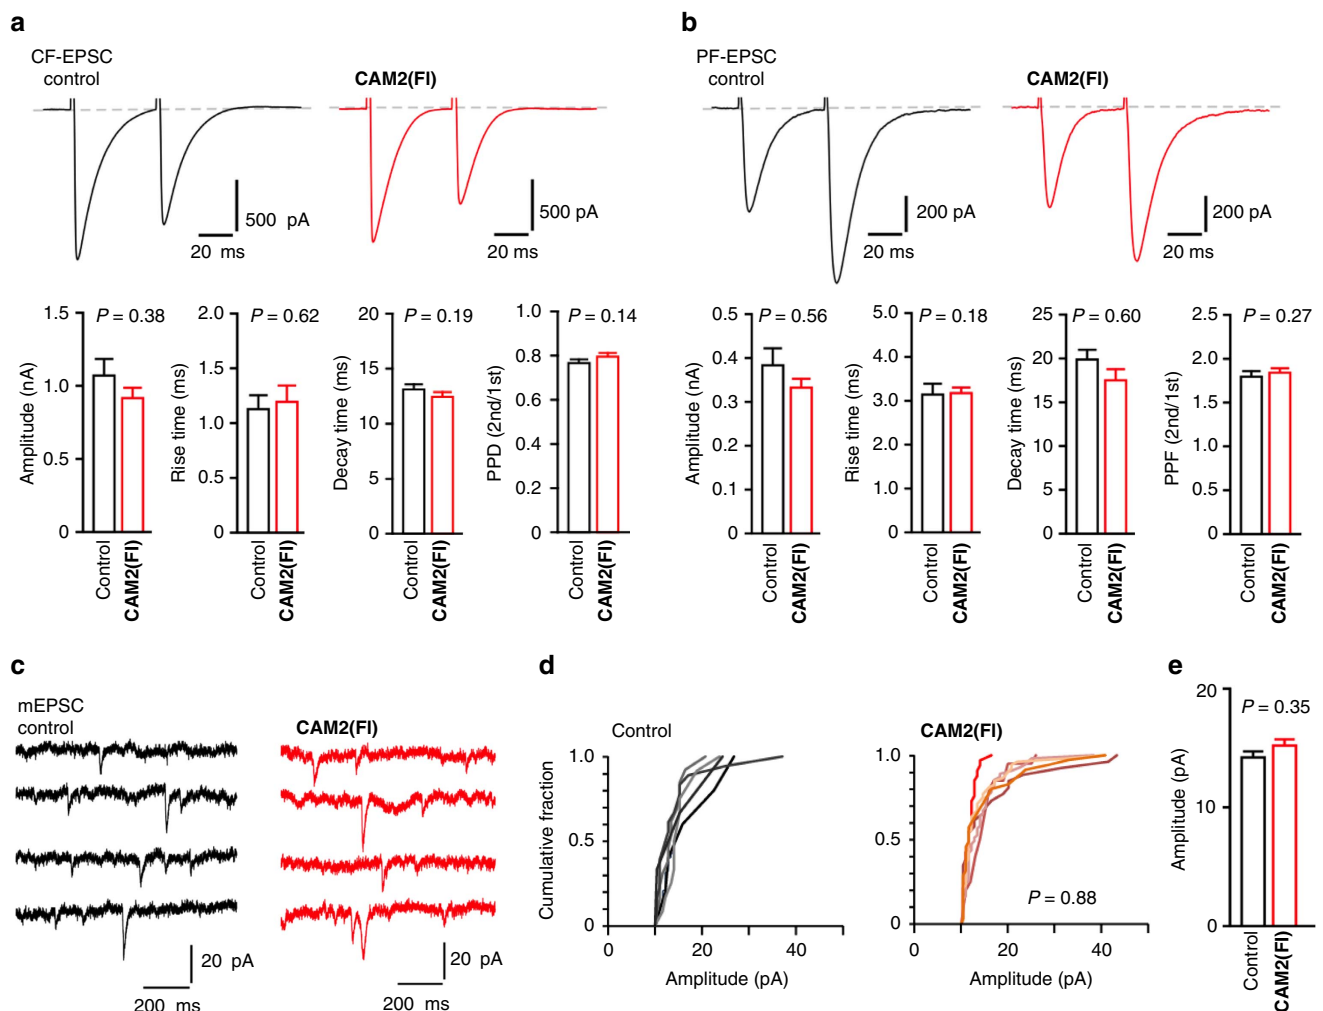 a
CF-EPSC
control
CAM2(FI)
500 pA
20 ms
500 pA
20 ms
1.5
1.0
0.5
0
Amplitude (nA)
P = 0.38
Control
CAM2(FI)
2.0
1.5
1.0
0.5
0
Rise time (ms)
P = 0.62
Control
CAM2(FI)
20
15
10
5
0
Decay time (ms)
P = 0.19
Control
CAM2(FI)
1.0
0.8
0.6
0.4
0.2
0
PPD (2nd/1st)
P = 0.14
Control
CAM2(FI)
b
PF-EPSC
control
CAM2(FI)
200 pA
20 ms
200 pA
20 ms
0.5
0.4
0.3
0.2
0.1
0
Amplitude (nA)
P = 0.56
Control
CAM2(FI)
5.0
4.0
3.0
2.0
1.0
0
Rise time (ms)
P = 0.18
Control
CAM2(FI)
25
20
15
10
5
0
Decay time (ms)
P = 0.60
Control
CAM2(FI)
2.5
2.0
1.5
1.0
0.5
0
PPF (2nd/1st)
P = 0.27
Control
CAM2(FI)
c
mEPSC
control
CAM2(FI)
20 pA
200 ms
20 pA
200 ms
d
Control
1.0
0.5
0
Cumulative fraction
0 20 40
Amplitude (pA)
CAM2(FI)
1.0
0.5
0
P = 0.88
0 20 40
Amplitude (pA)
e
20
10
0
Amplitude (pA)
P = 0.35
Control
CAM2(FI)